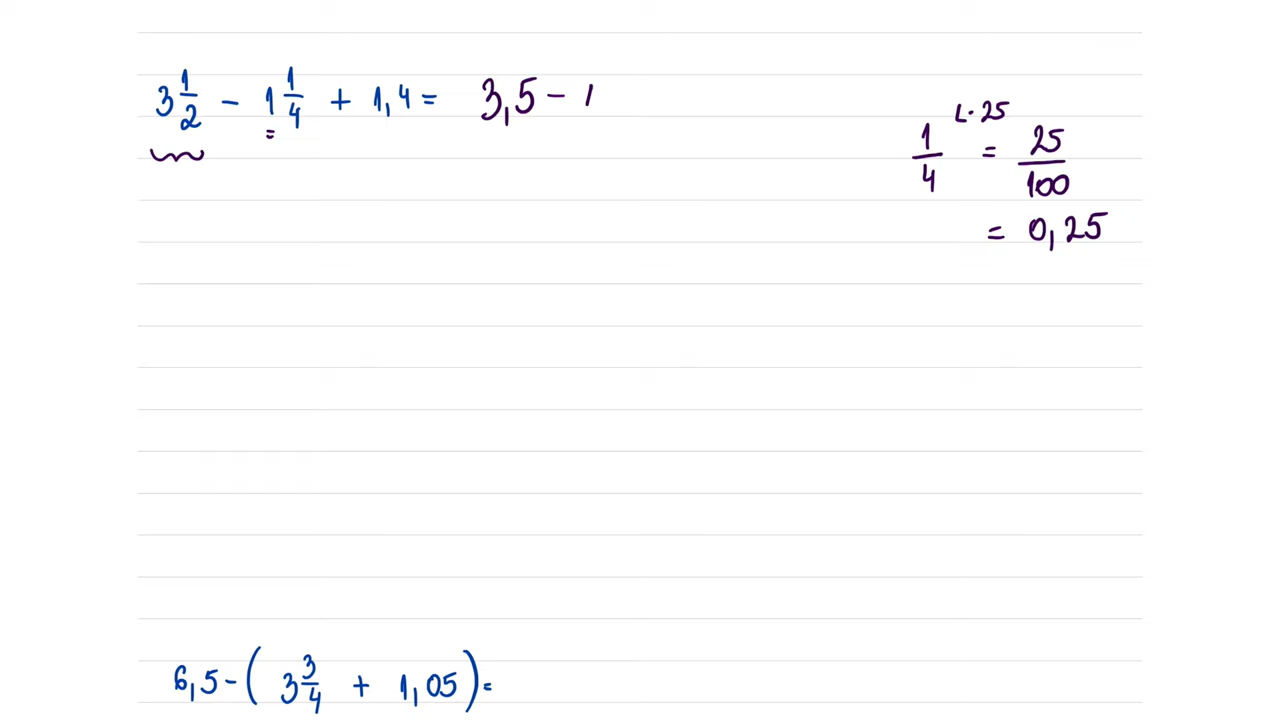 3 1/2 - 1 1/4 + 1,4 = 3,5 - 1
1/4 = 25/100 L·25
= 0,25
6,5 - ( 3 3/4 + 1,05 ) =